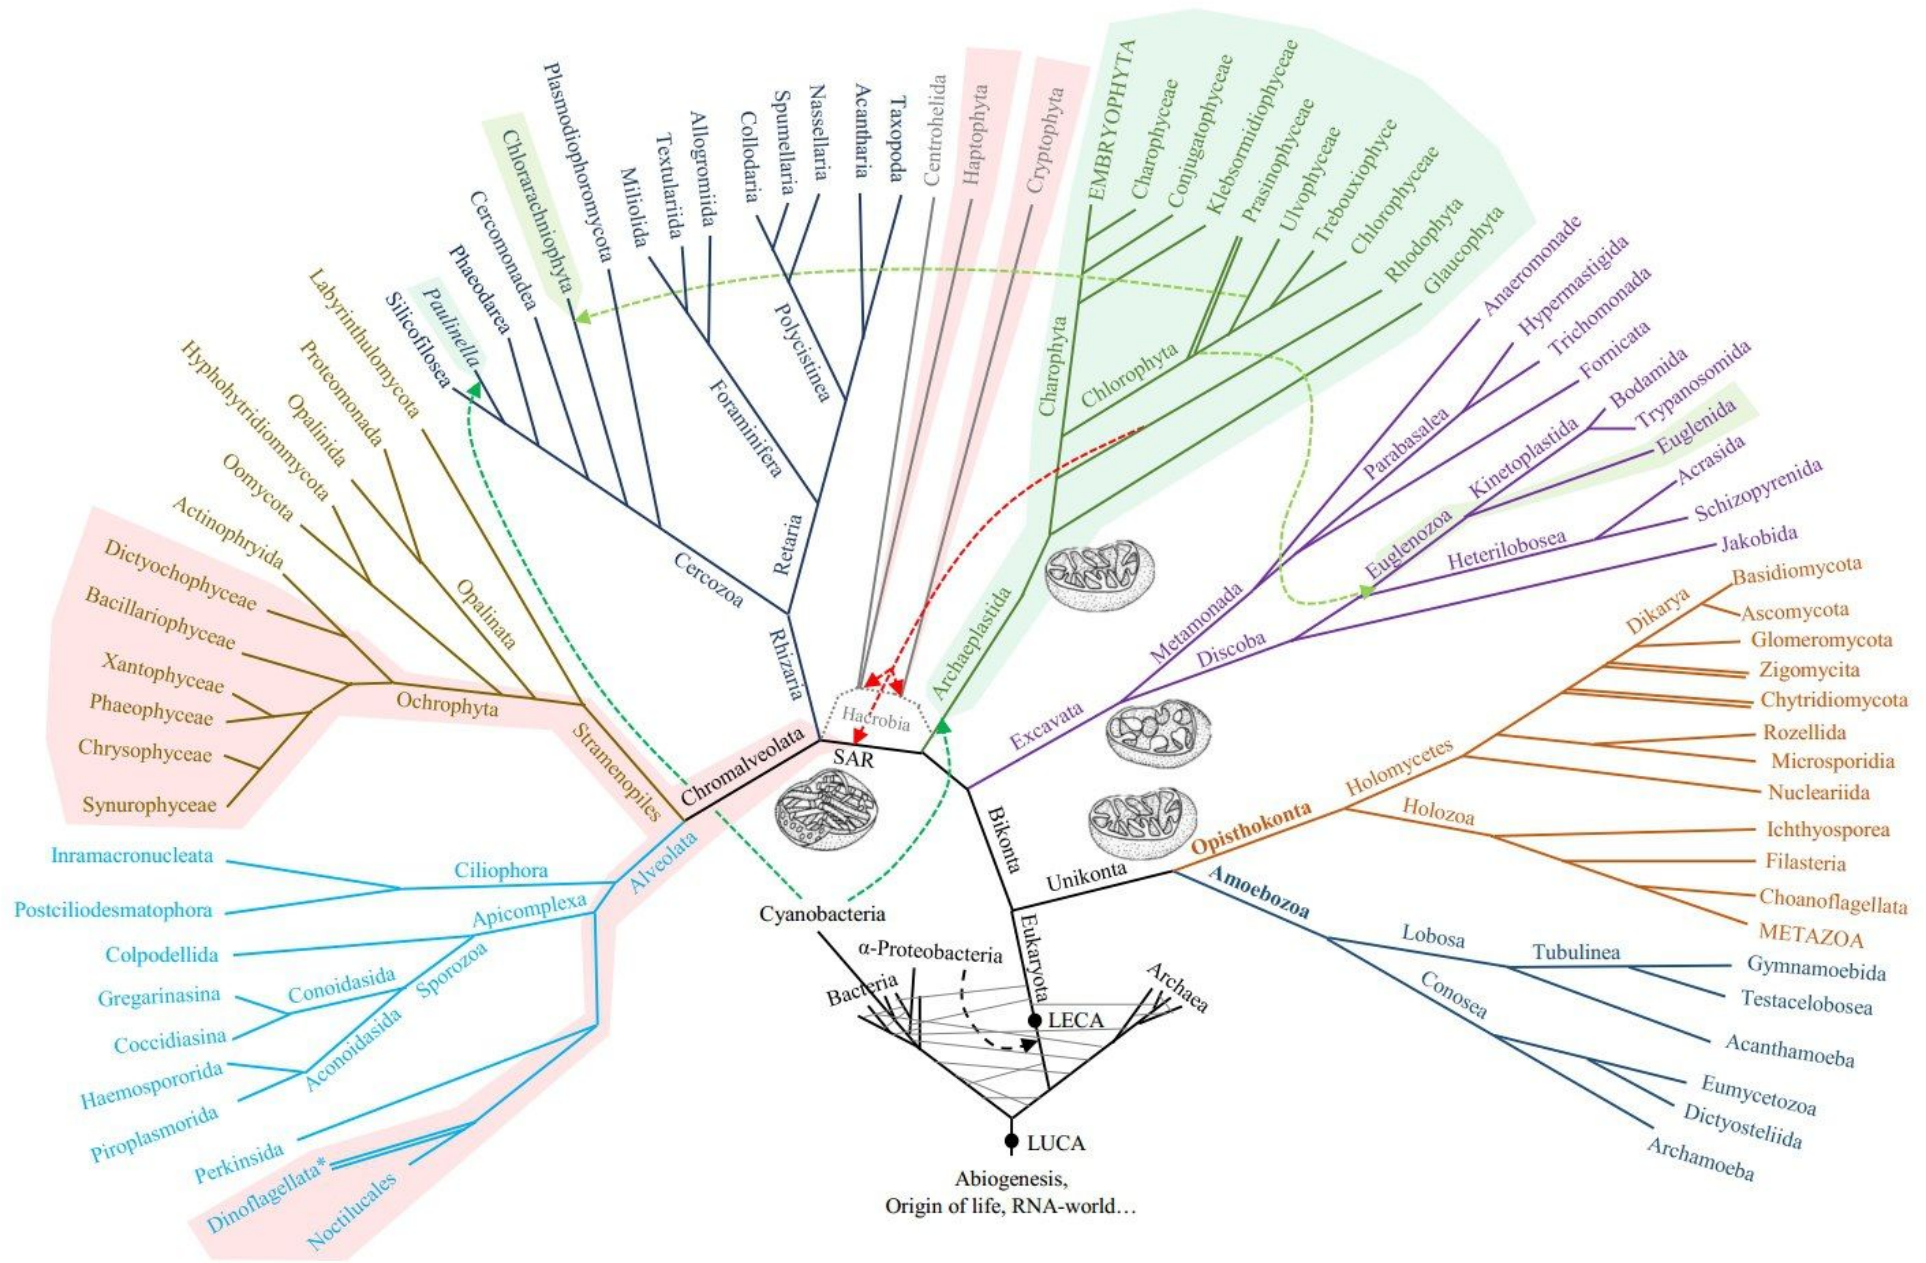 Plasmodiophoromycota
Chlorarachniophyta
Cercomonadea
Phaeodarea
Paulinella
Silicofilosea
Miliolida
Textulariida
Allogromiida
Collodaria
Spumellaria
Nassellaria
Acantharia
Taxopoda
Centrohelida
Haptophyta
Cryptophyta
Polycistinea
Foraminifera
Retaria
Cercozoa
Rhizaria
EMBRYOPHYTA
Charophyceae
Conjugatophyceae
Klebsormidiophyceae
Prasinophyceae
Ulvophyceae
Trebouxiophyce
Chlorophyceae
Rhodophyta
Glaucophyta
Charophyta
Chlorophyta
Archaeplastida
Hacrobia
SAR
Chromalveolata
Labyrinthulomycota
Proteomonada
Opalinida
Hyphohytridiommycota
Oomycota
Actinophryida
Dictyochophyceae
Bacillariophyceae
Xantophyceae
Phaeophyceae
Chrysophyceae
Synurophyceae
Opalinata
Ochrophyta
Stramenopiles
Inramacronucleata
Postciliodesmatophora
Ciliophora
Alveolata
Apicomplexa
Colpodellida
Gregarinasina
Conoidasida
Sporozoa
Coccidiasina
Haemospororida
Aconoidasida
Piroplasmorida
Perkinsida
Dinoflagellata*
Noctilucales
Anaeromonade
Hypermastigida
Trichomonada
Fornicata
Bodamida
Trypanosomida
Euglenida
Acrasida
Schizopyrenida
Jakobida
Parabasalea
Kinetoplastida
Euglenozoa
Heterilobosea
Metamonada
Discoba
Excavata
Basidiomycota
Dikarya
Ascomycota
Glomeromycota
Zigomycita
Chytridiomycota
Rozellida
Microsporidia
Nucleariida
Holomycetes
Holozoa
Ichthyosporea
Filasteria
Choanoflagellata
METAZOA
Opisthokonta
Bikonta
Unikonta
Amoebozoa
Lobosa
Tubulinea
Gymnamoebida
Testacelobosea
Conosea
Acanthamoeba
Eumycetozoa
Dictyosteliida
Archamoeba
Cyanobacteria
α-Proteobacteria
Bacteria
Eukaryota
Archaea
LECA
LUCA
Abiogenesis,
Origin of life, RNA-world…